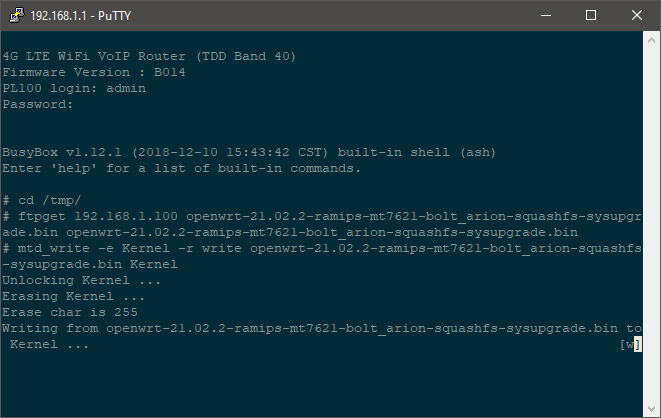 192.168.1.1 - PuTTY
4G LTE WiFi VoIP Router (TDD Band 40)
Firmware Version : B014
PL100 login: admin
Password:
BusyBox v1.12.1 (2018-12-10 15:43:42 CST) built-in shell (ash)
Enter 'help' for a list of built-in commands.
# cd /tmp/
# ftpget 192.168.1.100 openwrt-21.02.2-ramips-mt7621-bolt_arion-squashfs-sysupgr
ade.bin openwrt-21.02.2-ramips-mt7621-bolt_arion-squashfs-sysupgrade.bin
# mtd_write -e Kernel -r write openwrt-21.02.2-ramips-mt7621-bolt_arion-squashfs
-sysupgrade.bin Kernel
Unlocking Kernel ...
Erasing Kernel ...
Erase char is 255
Writing from openwrt-21.02.2-ramips-mt7621-bolt_arion-squashfs-sysupgrade.bin to
 Kernel ... [w]